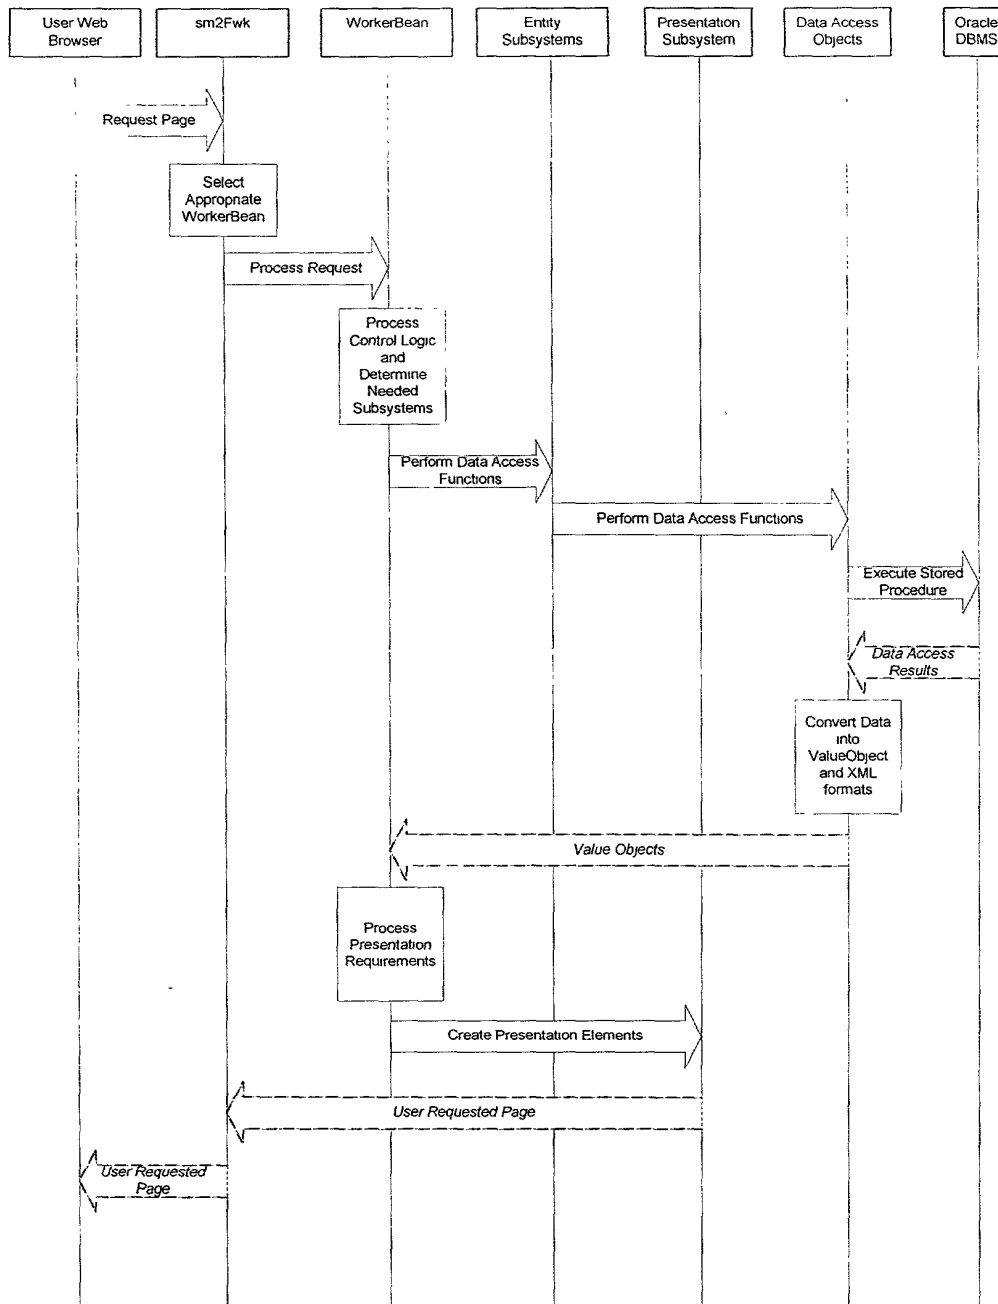 User Web
Browser
sm2Fwk
WorkerBean
Entity
Subsystems
Presentation
Subsystem
Data Access
Objects
Oracle
DBMS
Request Page
Select
Appropriate
WorkerBean
Process Request
Process
Control Logic
and
Determine
Needed
Subsystems
Perform Data Access
Functions
Perform Data Access Functions
Execute Stored
Procedure
Data Access
Results
Convert Data
into
ValueObject
and XML
formats
Value Objects
Process
Presentation
Requirements
Create Presentation Elements
User Requested Page
User Requested
Page